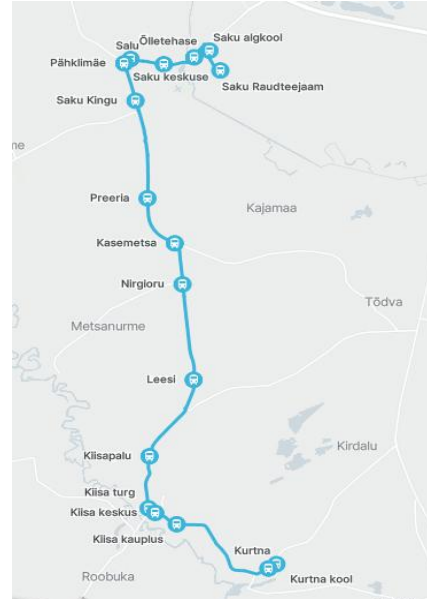 Saku algkool
Õlletehase
Salu
Pähklimäe
Saku keskuse
Saku Raudteejaam
Saku Kingu
ne
Preeria
Kajamaa
Kasemetsa
Nirgioru
Tõdva
Metsanurme
Leesi
Kirdalu
Kiisapalu
Kiisa turg
Kiisa keskus
Kiisa kauplus
Kurtna
Roobuka
Kurtna kool